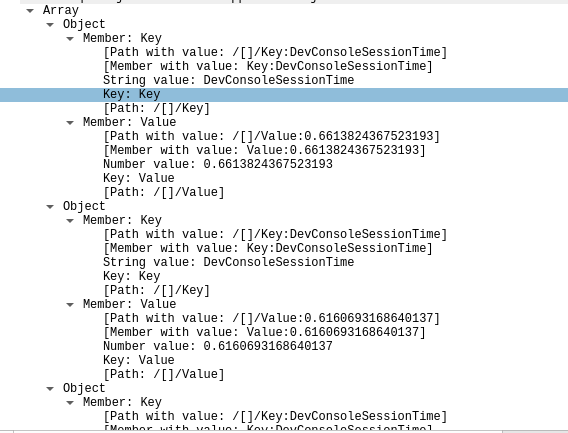 Array
Object
Member: Key
[Path with value: /[]/Key:DevConsoleSessionTime]
[Member with value: Key:DevConsoleSessionTime]
String value: DevConsoleSessionTime
Key: Key
[Path: /[]/Key]
Member: Value
[Path with value: /[]/Value:0.6613824367523193]
[Member with value: Value:0.6613824367523193]
Number value: 0.6613824367523193
Key: Value
[Path: /[]/Value]
Object
Member: Key
[Path with value: /[]/Key:DevConsoleSessionTime]
[Member with value: Key:DevConsoleSessionTime]
String value: DevConsoleSessionTime
Key: Key
[Path: /[]/Key]
Member: Value
[Path with value: /[]/Value:0.6160693168640137]
[Member with value: Value:0.6160693168640137]
Number value: 0.6160693168640137
Key: Value
[Path: /[]/Value]
Object
Member: Key
[Path with value: /[]/Key:DevConsoleSessionTime]
[Member with value: Key:DevConsoleSessionTime]